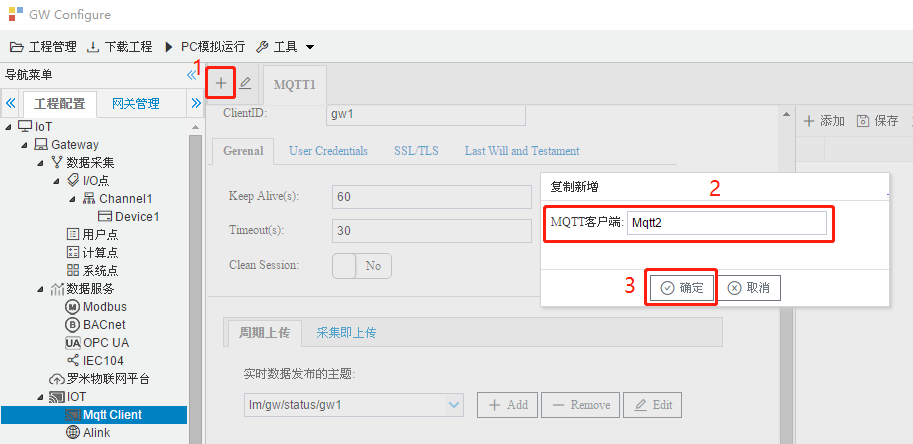 GW Configure
工程管理 下载工程 PC模拟运行 工具
导航菜单
工程配置 网关管理
IoT
Gateway
数据采集
I/O点
Channel1
Device1
用户点
计算点
系统点
数据服务
Modbus
BACnet
OPC UA
IEC104
罗米物联网平台
IOT
Mqtt Client
Alink
1
MQTT1
ClientID: gw1
Gerenal User Credentials SSL/TLS Last Will and Testament
Keep Alive(s): 60
Timeout(s): 30
Clean Session: No
周期上传 采集即上传
实时数据发布的主题:
lm/gw/status/gw1 Add Remove Edit
添加 保存
复制新增
2
MQTT客户端: Mqtt2
3
确定 取消